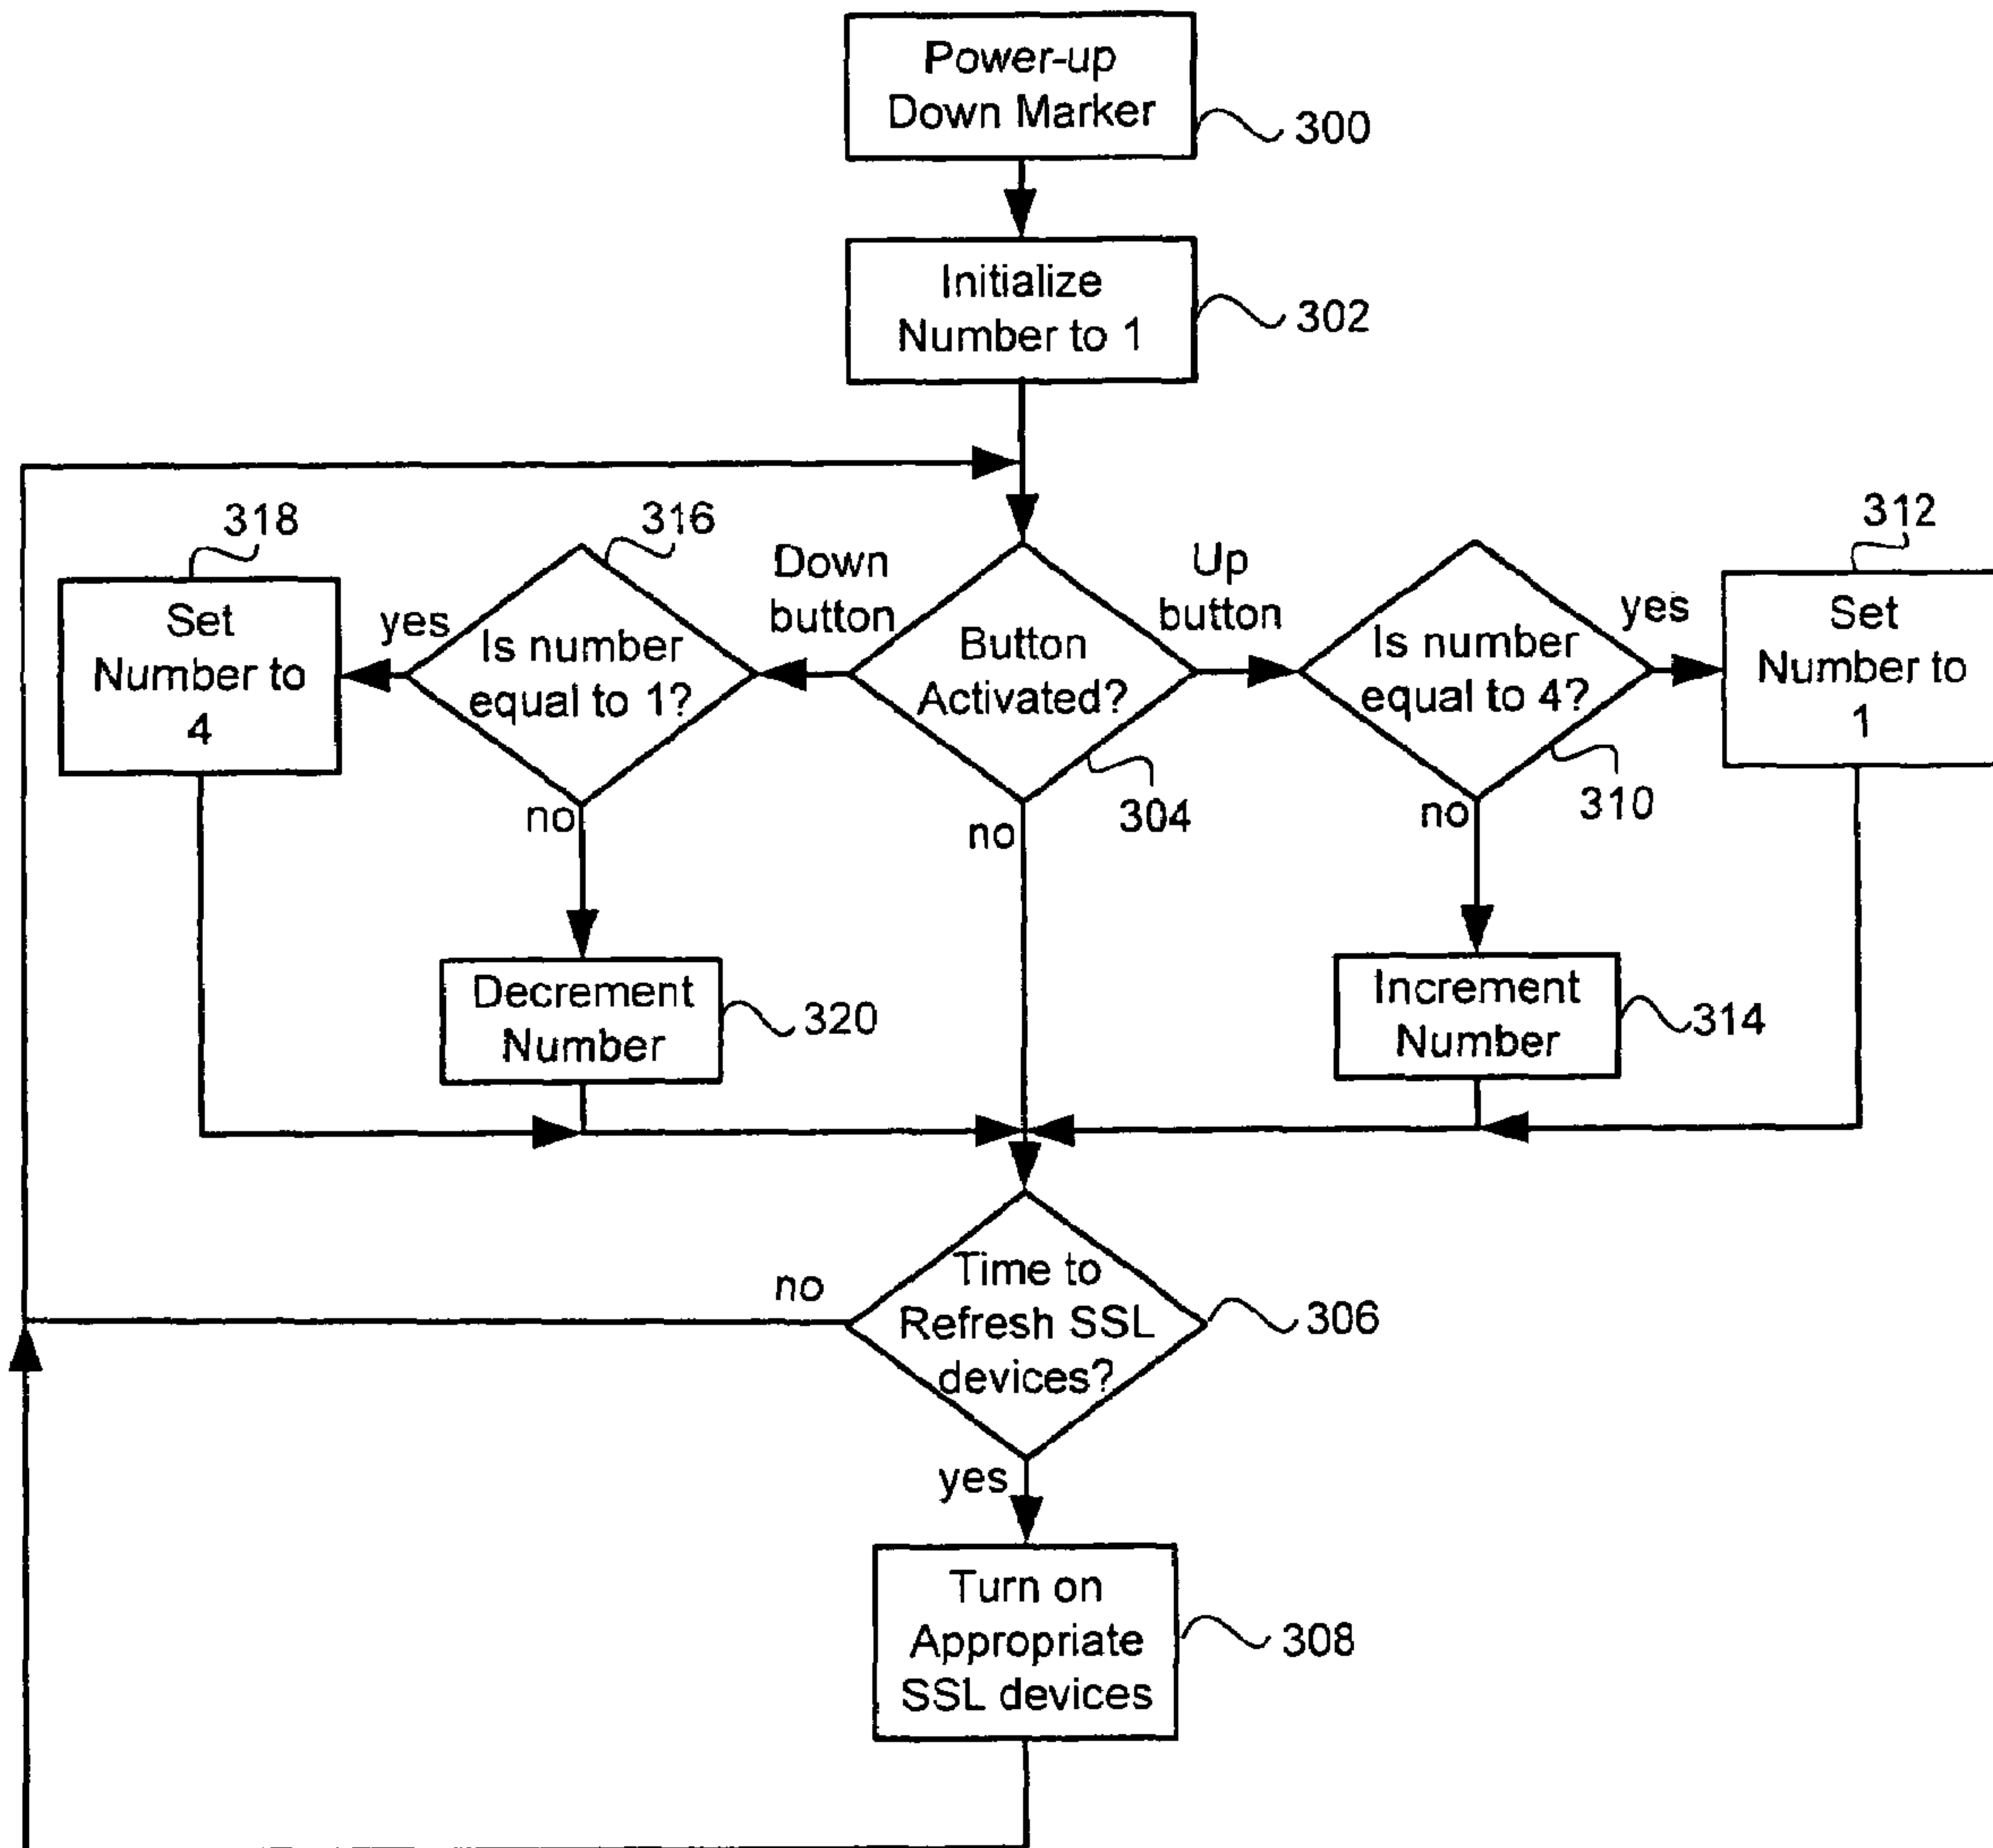 Power-up
Down Marker
300
Initialize
Number to 1
302
318
316
312
Down
button
Up
button
Set
Number to
4
yes
Is number
equal to 1?
Button
Activated?
Is number
equal to 4?
yes
Set
Number to
1
no
no
304
no
310
Decrement
Number
320
Increment
Number
314
no
Time to
Refresh SSL
devices?
306
yes
Turn on
Appropriate
SSL devices
308